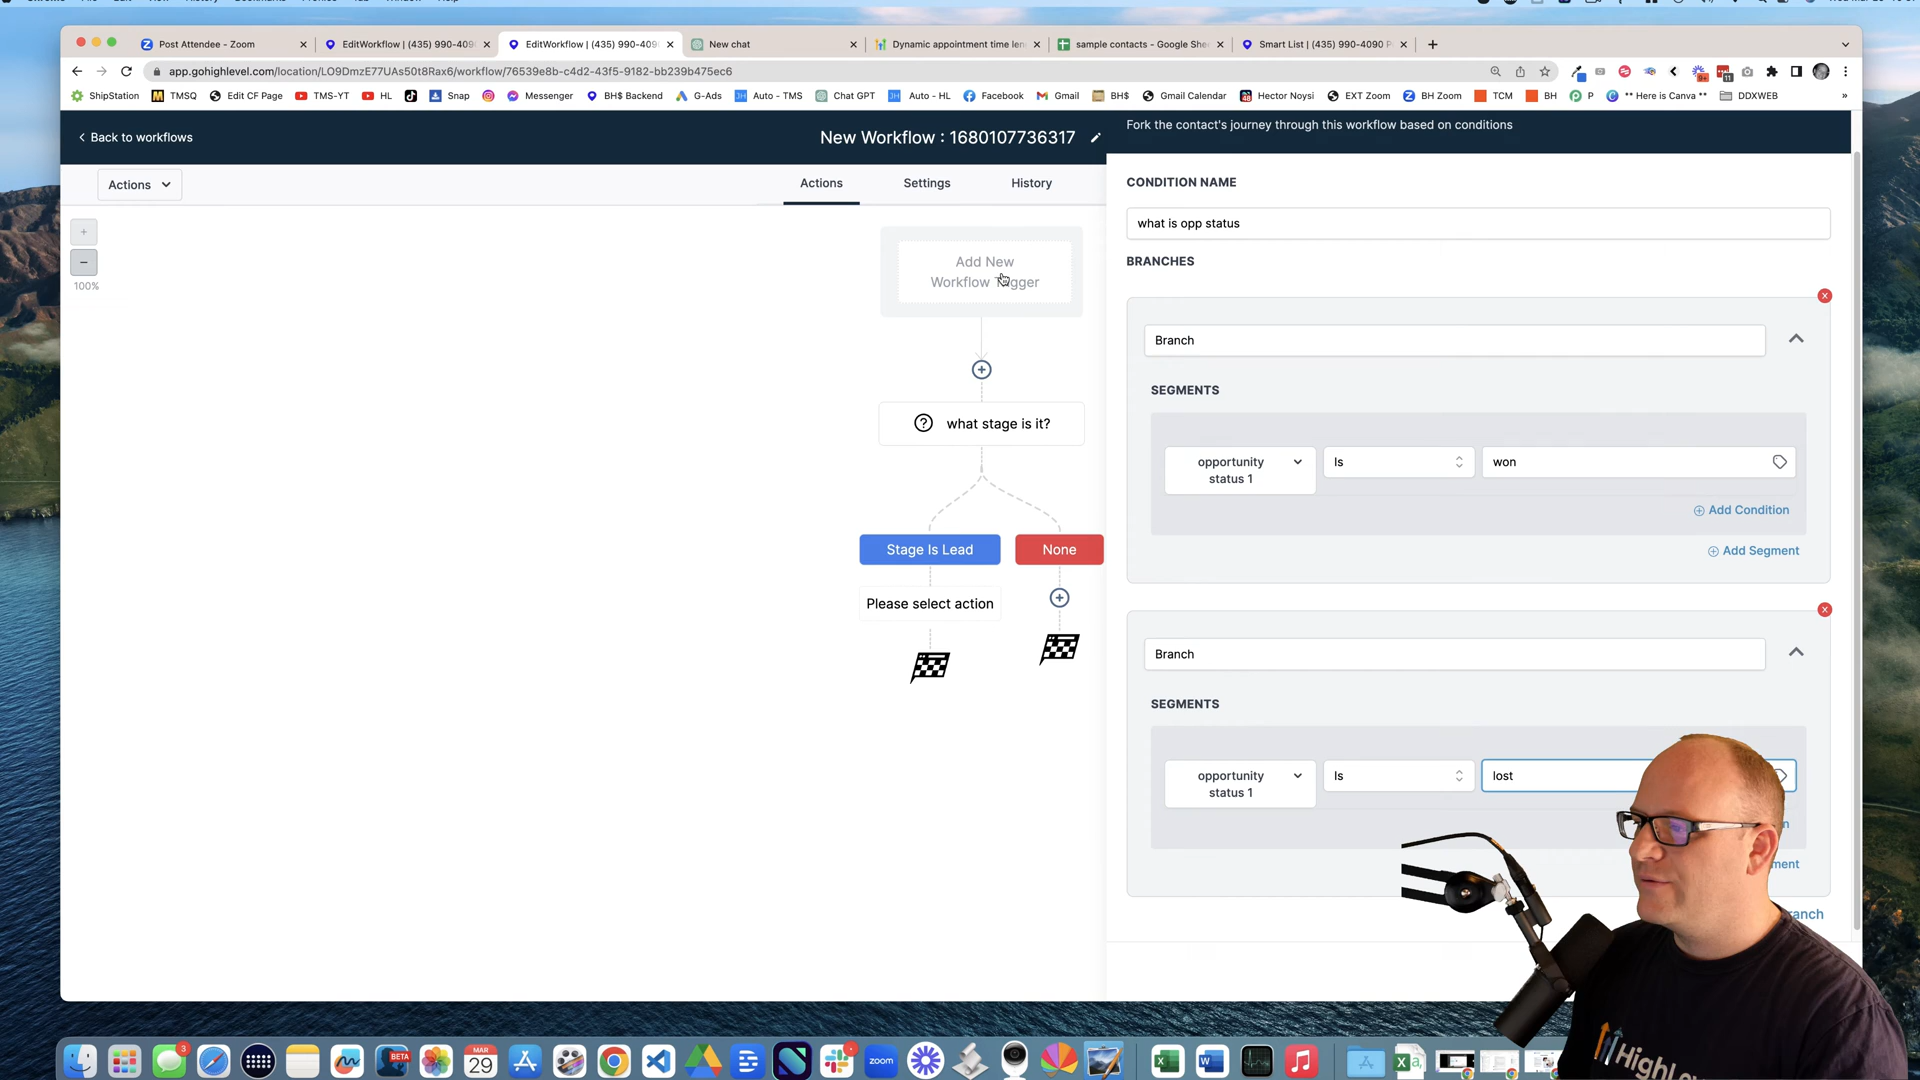 Post Attendee - Zoom
EditWorkflow | (435) 990-409
EditWorkflow | (435) 990-409
New chat
Dynamic appointment time len
sample contacts - Google She
Smart List | (435) 990-4090 P
app.gohighlevel.com/location/LO9DmzE77UAs50t8Rax6/workflow/76539e8b-c4d2-43f5-9182-bb239b475ec6
ShipStation
TMSQ
Edit CF Page
TMS-YT
HL
Snap
Messenger
BH$ Backend
G-Ads
Auto - TMS
Chat GPT
Auto - HL
Facebook
Gmail
BH$
Gmail Calendar
Hector Noysi
EXT Zoom
BH Zoom
TCM
BH
P
** Here is Canva **
DDXWEB
»
Back to workflows
New Workflow : 1680107736317
Fork the contact's journey through this workflow based on conditions
Actions
Actions
Settings
History
100%
Add New
Workflow Trigger
what stage is it?
Stage Is Lead
None
Please select action
CONDITION NAME
what is opp status
BRANCHES
Branch
SEGMENTS
opportunity
status 1
Is
won
Add Condition
Add Segment
Branch
SEGMENTS
opportunity
status 1
Is
lost
ment
ranch
MAR
29
BETA
3
zoom
HighLev